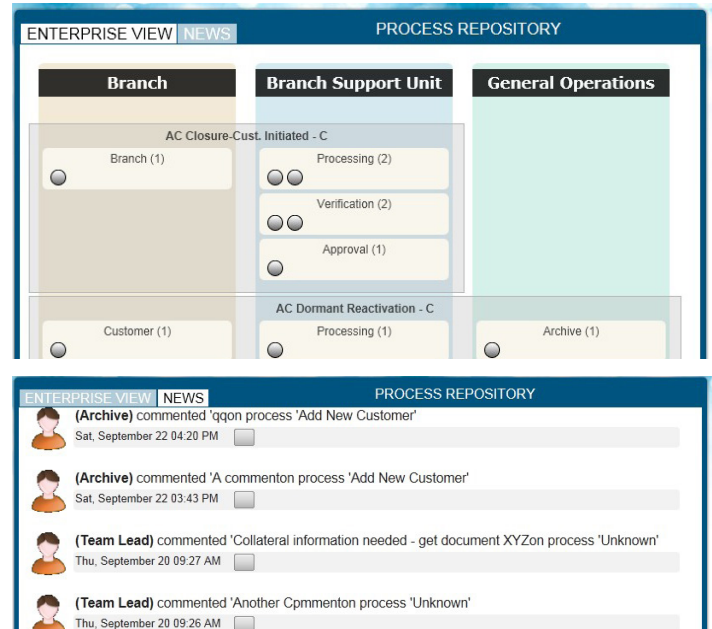 ENTERPRISE VIEW NEWS PROCESS REPOSITORY
Branch Branch Support Unit General Operations
AC Closure-Cust. Initiated - C
Branch (1) Processing (2)
Verification (2)
Approval (1)
AC Dormant Reactivation - C
Customer (1) Processing (1) Archive (1)
ENTERPRISE VIEW NEWS PROCESS REPOSITORY
(Archive) commented 'qqon process 'Add New Customer'
Sat, September 22 04:20 PM
(Archive) commented 'A commenton process 'Add New Customer'
Sat, September 22 03:43 PM
(Team Lead) commented 'Collateral information needed - get document XYZon process 'Unknown'
Thu, September 20 09:27 AM
(Team Lead) commented 'Another Cpmmenton process 'Unknown'
Thu, September 20 09:26 AM